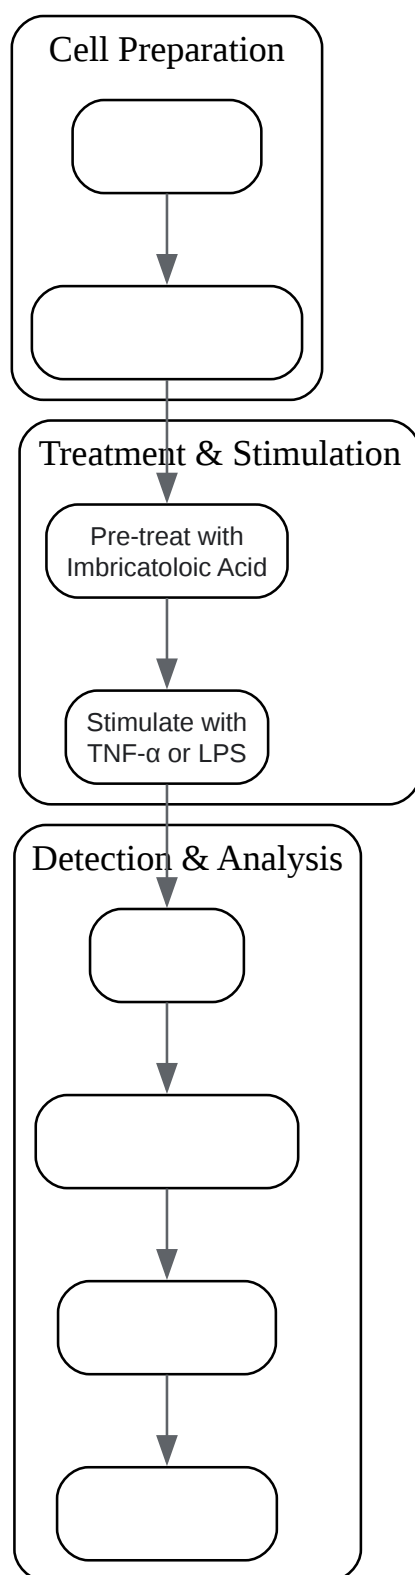 Cell Preparation
Treatment & Stimulation
Pre-treat with
Imbricatoloic Acid
Stimulate with
TNF-α or LPS
Detection & Analysis